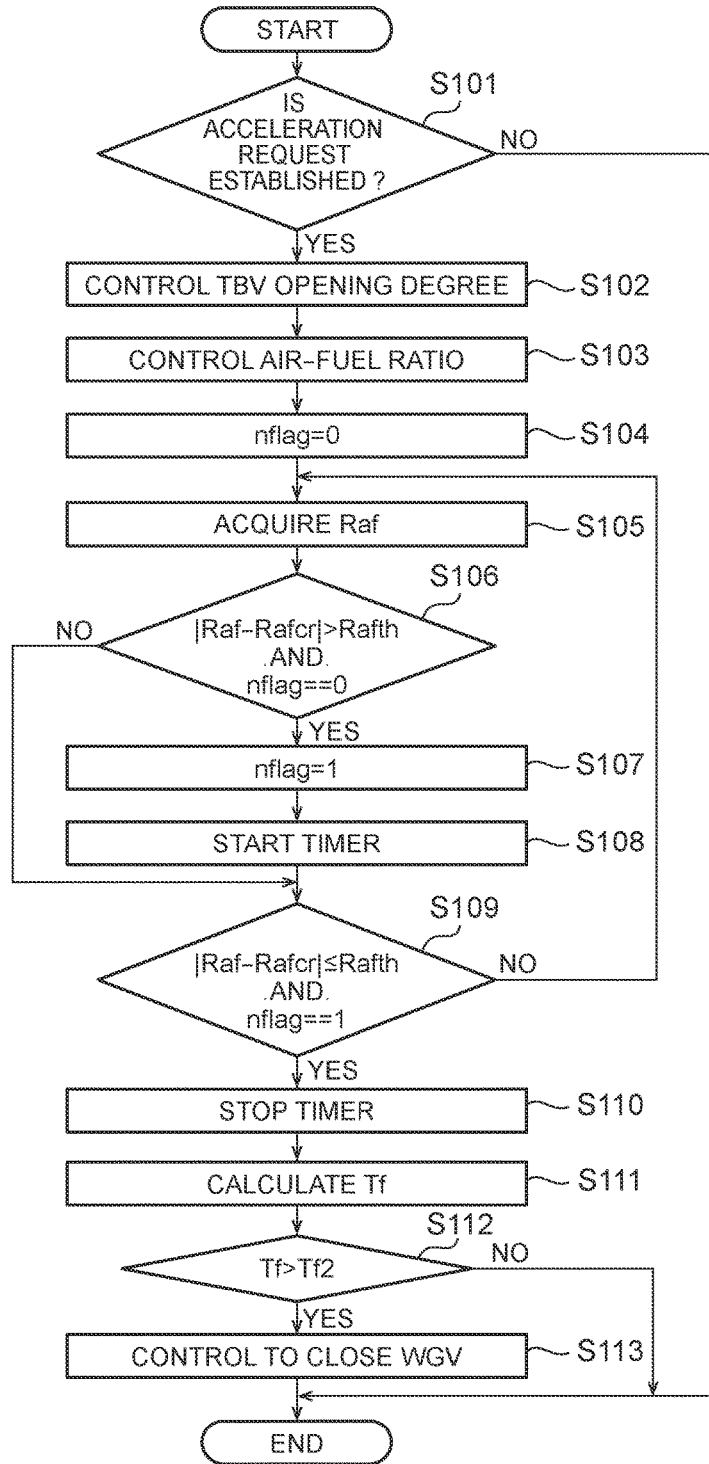 START
S101
IS
ACCELERATION
REQUEST
ESTABLISHED ?
NO
YES
CONTROL TBV OPENING DEGREE
S102
CONTROL AIR-FUEL RATIO
S103
nflag=0
S104
ACQUIRE Raf
S105
S106
NO
|Raf-Rafcr|>Rafth
.AND.
nflag==0
YES
nflag=1
S107
START TIMER
S108
S109
|Raf-Rafcr|≤Rafth
.AND.
nflag==1
NO
YES
STOP TIMER
S110
CALCULATE Tf
S111
S112
Tf>Tf2
NO
YES
CONTROL TO CLOSE WGV
S113
END